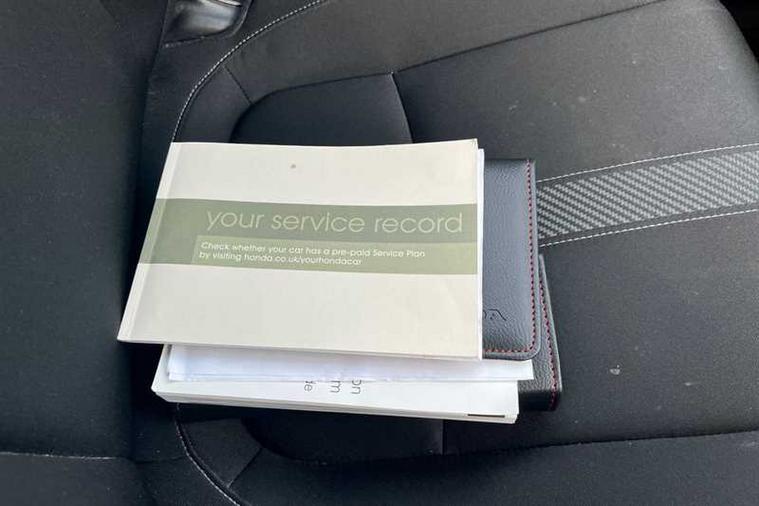 your service record
Check whether your car has a pre-paid Service Plan
by visiting honda.co.uk/yourhondacar